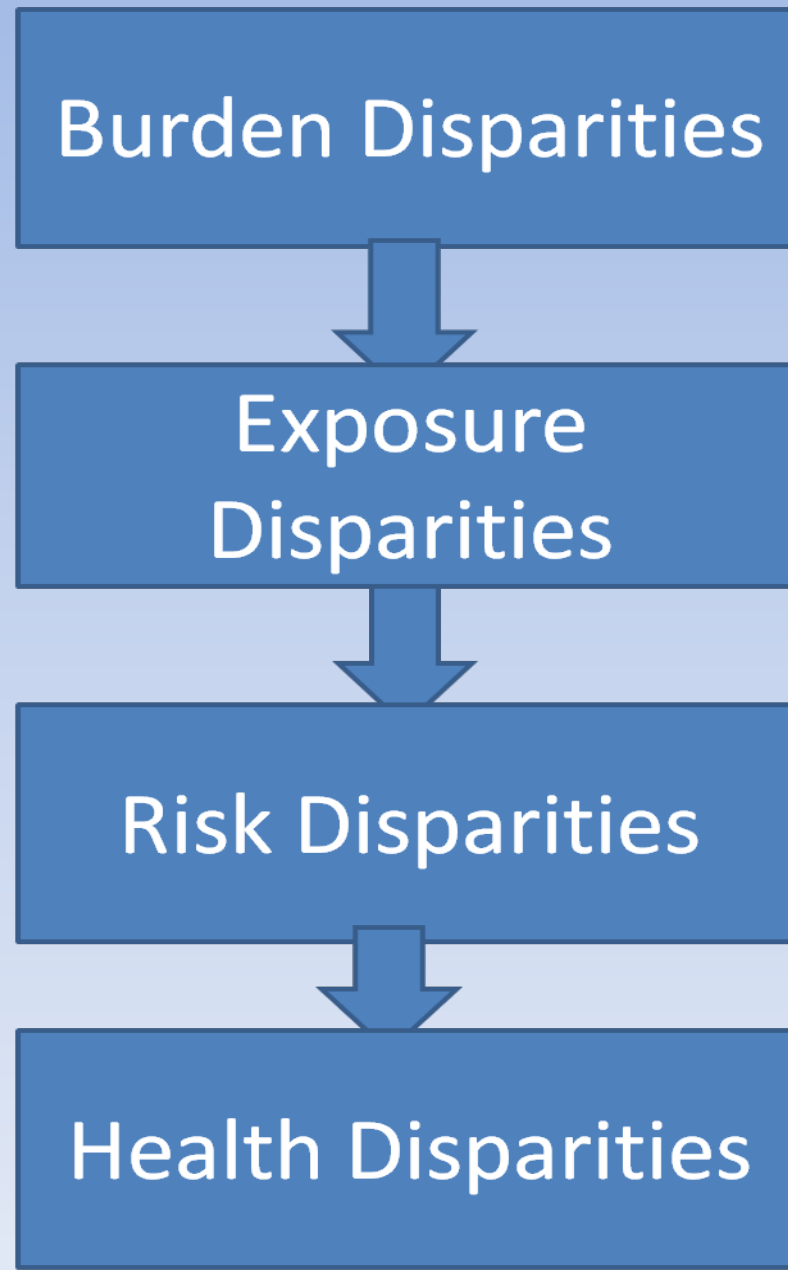 Burden Disparities
Exposure
Disparities
Risk Disparities
Health Disparities